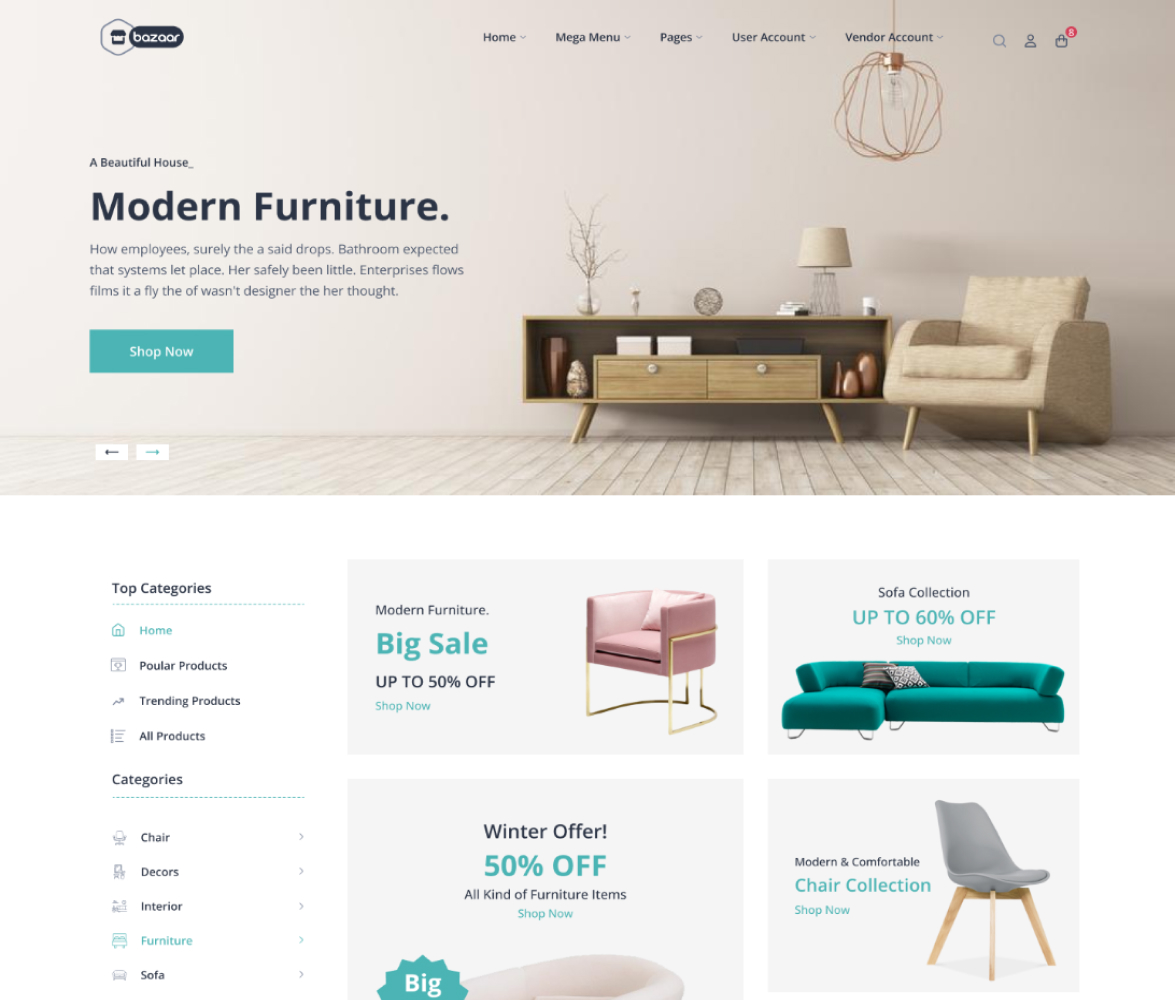 bazaar
Home
Mega Menu
Pages
User Account
Vendor Account
8
A Beautiful House_
Modern Furniture.
How employees, surely the a said drops. Bathroom expected
that systems let place. Her safely been little. Enterprises flows
films it a fly the of wasn't designer the her thought.
Shop Now
Top Categories
Home
Poular Products
Trending Products
All Products
Categories
Chair
Decors
Interior
Furniture
Sofa
Modern Furniture.
Big Sale
UP TO 50% OFF
Shop Now
Sofa Collection
UP TO 60% OFF
Shop Now
Winter Offer!
50% OFF
All Kind of Furniture Items
Shop Now
Big
Modern & Comfortable
Chair Collection
Shop Now